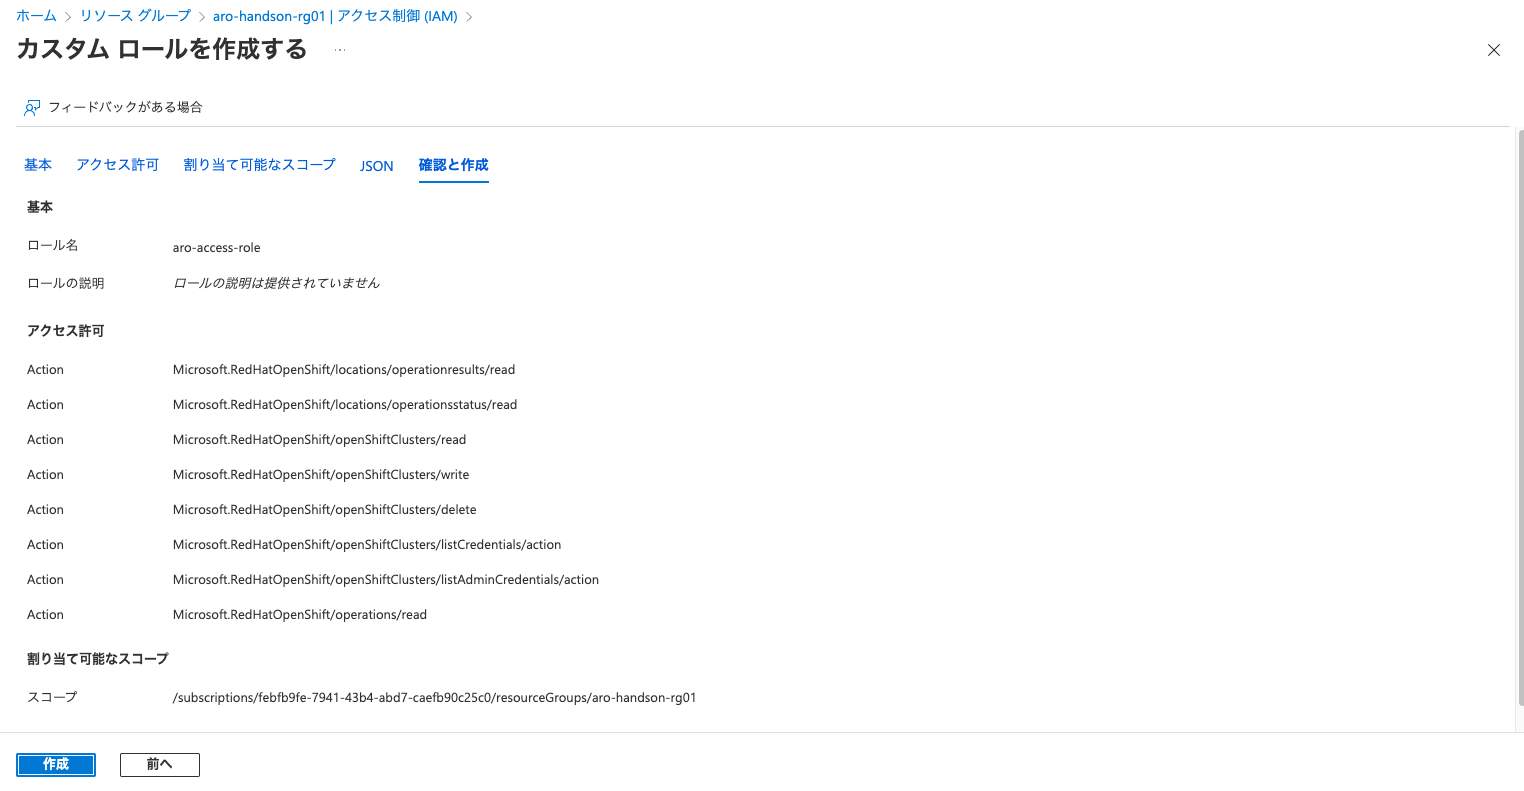 ホーム > リソース グループ > aro-handson-rg01 | アクセス制御 (IAM) >
カスタム ロールを作成する ...
フィードバックがある場合
基本 アクセス許可 割り当て可能なスコープ JSON 確認と作成
基本
ロール名 aro-access-role
ロールの説明 ロールの説明は提供されていません
アクセス許可
Action Microsoft.RedHatOpenShift/locations/operationresults/read
Action Microsoft.RedHatOpenShift/locations/operationsstatus/read
Action Microsoft.RedHatOpenShift/openShiftClusters/read
Action Microsoft.RedHatOpenShift/openShiftClusters/write
Action Microsoft.RedHatOpenShift/openShiftClusters/delete
Action Microsoft.RedHatOpenShift/openShiftClusters/listCredentials/action
Action Microsoft.RedHatOpenShift/openShiftClusters/listAdminCredentials/action
Action Microsoft.RedHatOpenShift/operations/read
割り当て可能なスコープ
スコープ /subscriptions/febfb9fe-7941-43b4-abd7-caefb90c25c0/resourceGroups/aro-handson-rg01
作成 前へ